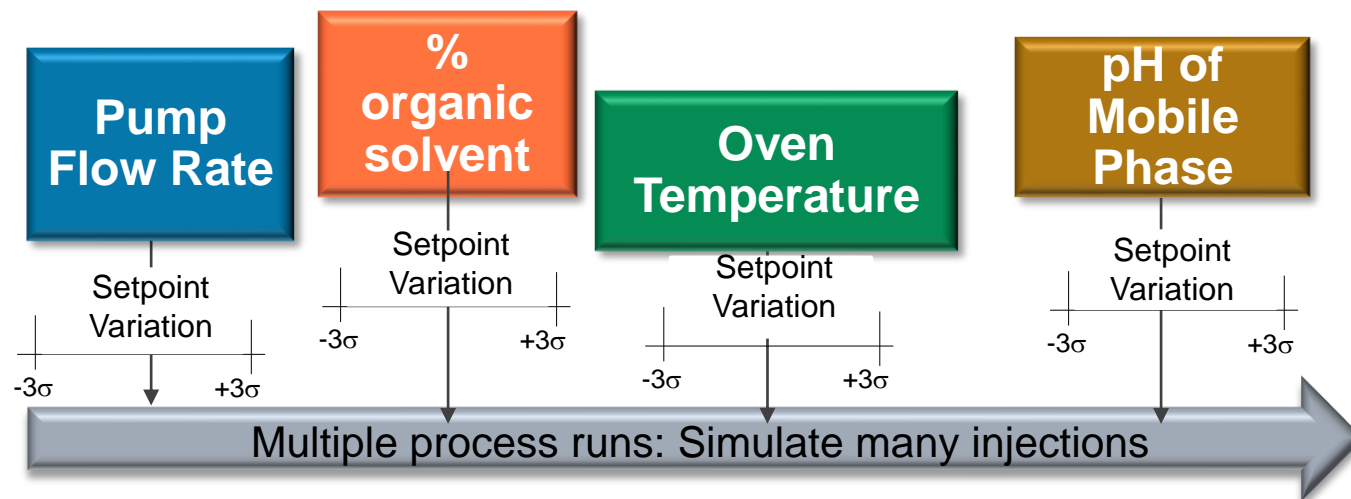 Pump
Flow Rate
Setpoint
Variation
-3σ
+3σ
%
organic
solvent
Setpoint
Variation
-3σ
+3σ
Oven
Temperature
Setpoint
Variation
-3σ
+3σ
pH of
Mobile
Phase
Setpoint
Variation
-3σ
+3σ
Multiple process runs: Simulate many injections